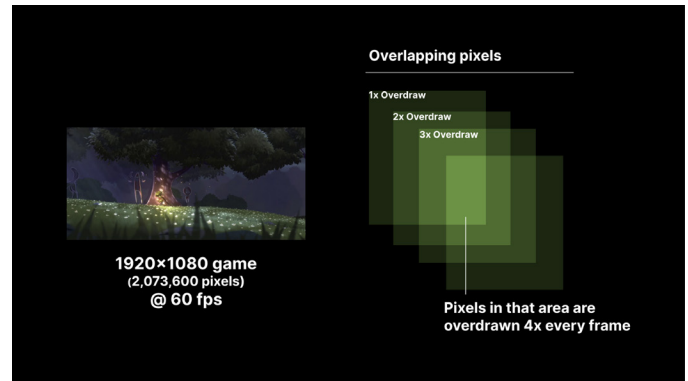 Overlapping pixels
1x Overdraw
2x Overdraw
3x Overdraw
1920×1080 game
(2,073,600 pixels)
@ 60 fps
Pixels in that area are
overdrawn 4x every frame